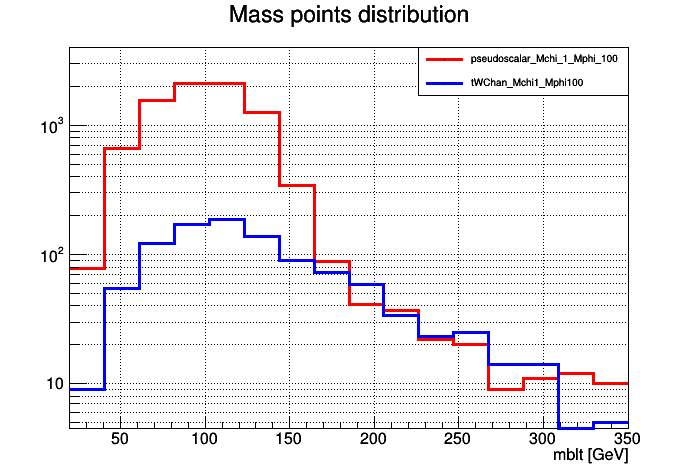 Mass points distribution
pseudoscalar_Mchi_1_Mphi_100
tWChan_Mchi1_Mphi100
10³
10²
10
50 100 150 200 250 300 350
mblt [GeV]